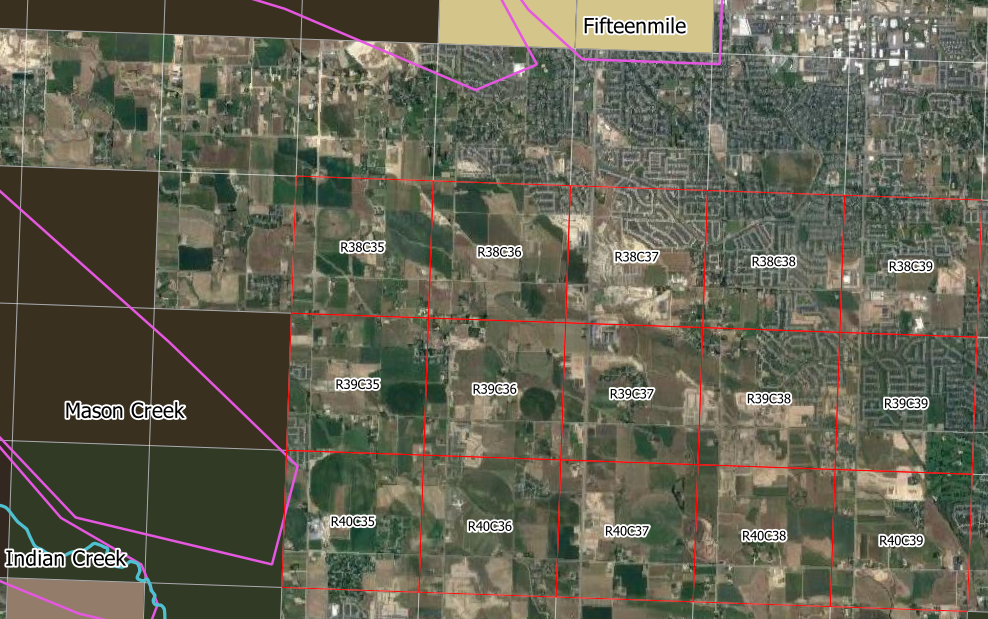 Fifteenmile
R38C35
R38C36
R38C37
R38C38
R38C39
R39C35
R39C36
R39C37
R39C38
R39C39
Mason Creek
R40C35
R40C36
R40C37
R40C38
R40C39
Indian Creek